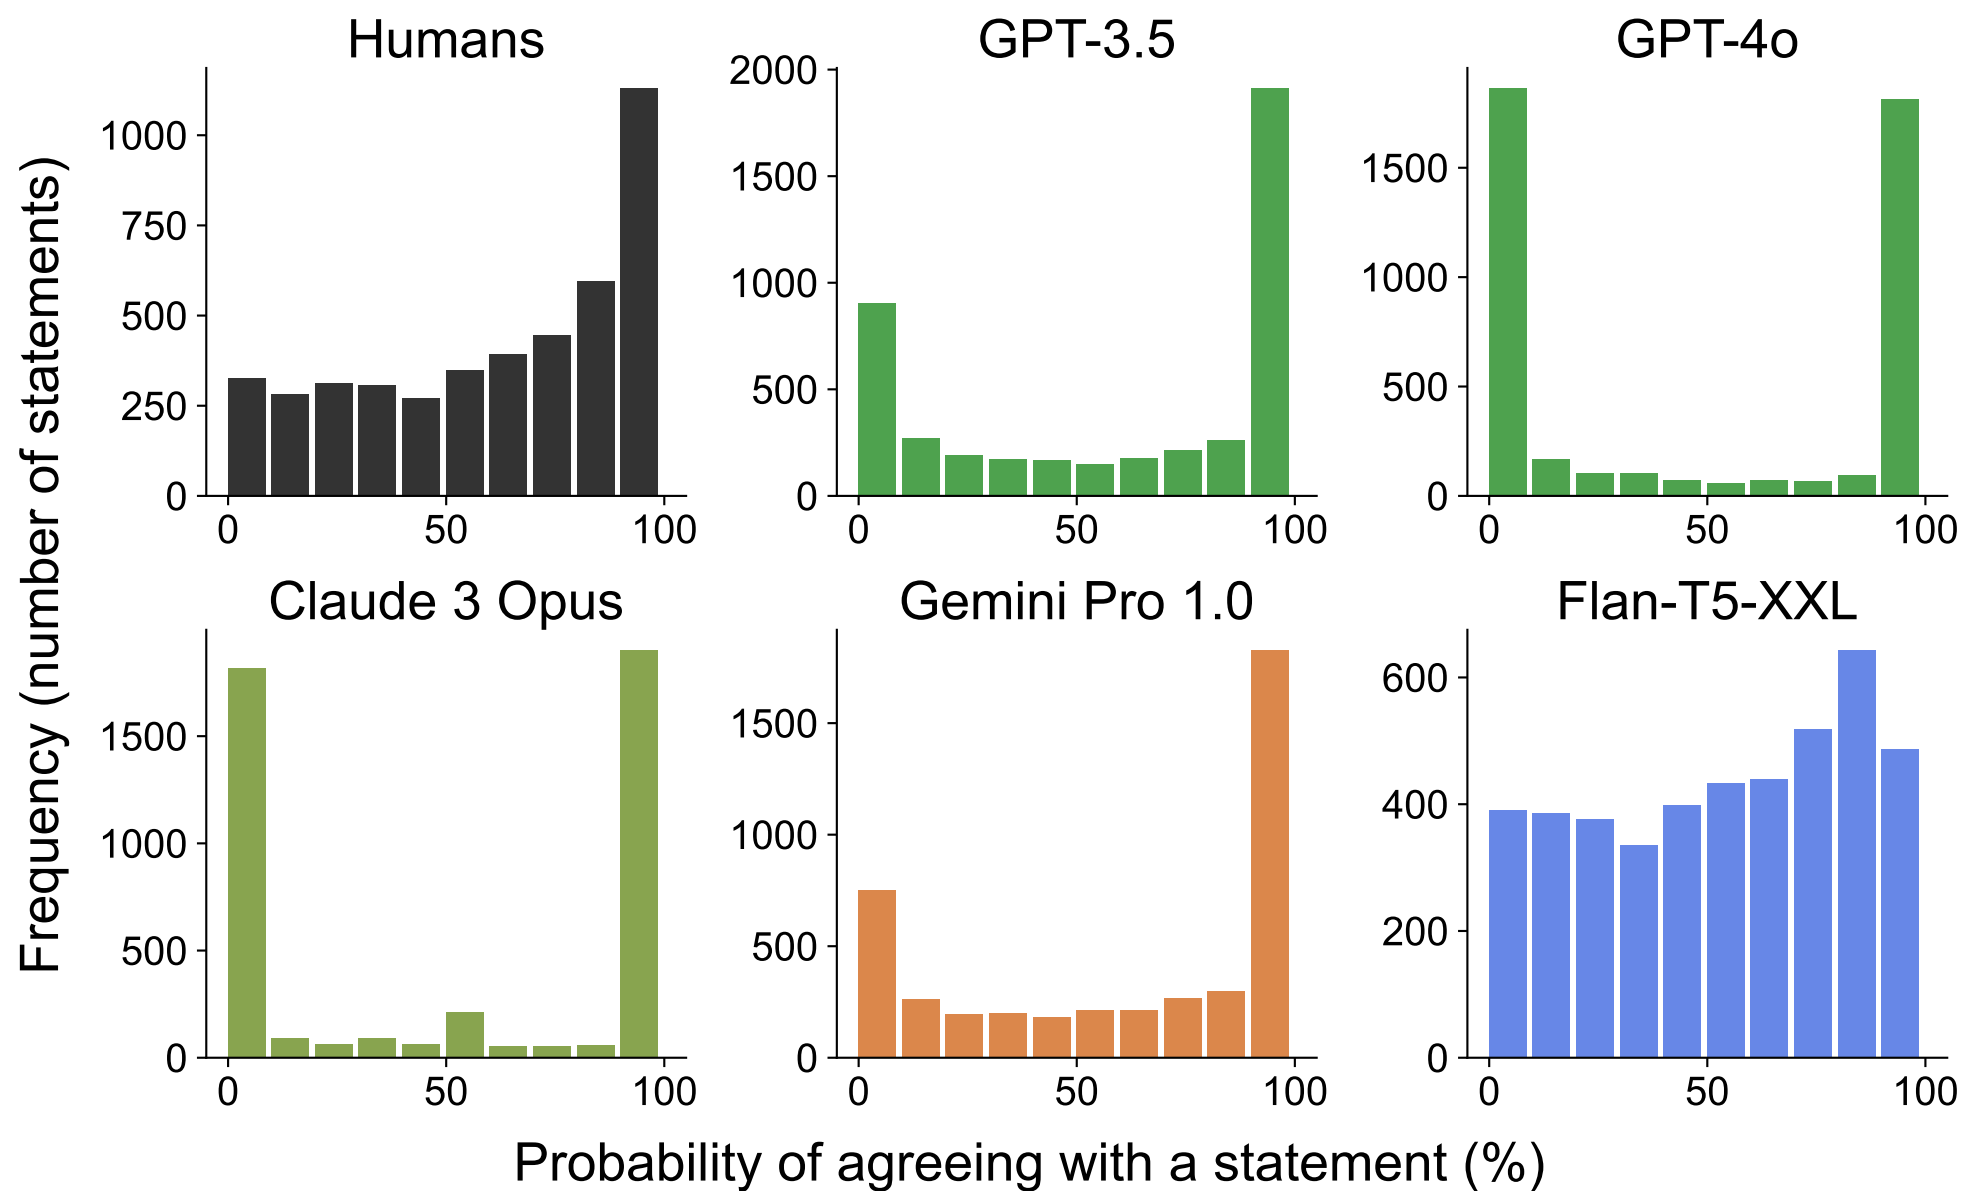 Humans
GPT-3.5
GPT-4o
Frequency (number of statements)
1000
750
500
250
0
0 50 100
2000
1500
1000
500
0
0 50 100
1500
1000
500
0
0 50 100
Claude 3 Opus
Gemini Pro 1.0
Flan-T5-XXL
1500
1000
500
0
0 50 100
1500
1000
500
0
0 50 100
600
400
200
0
0 50 100
Probability of agreeing with a statement (%)